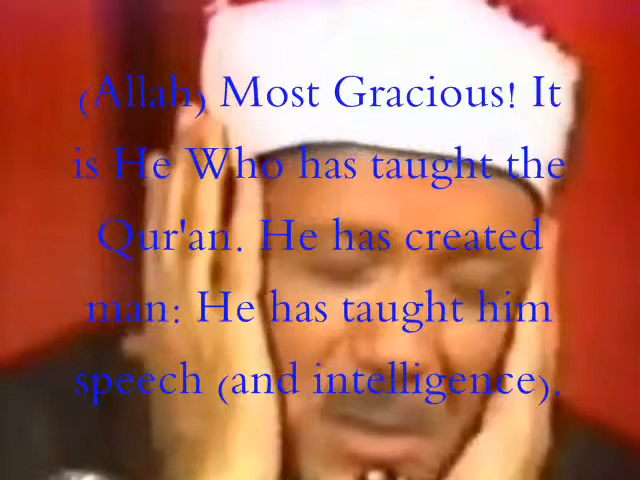 (Allah) Most Gracious! It
is He Who has taught the
Qur'an. He has created
man: He has taught him
speech (and intelligence).